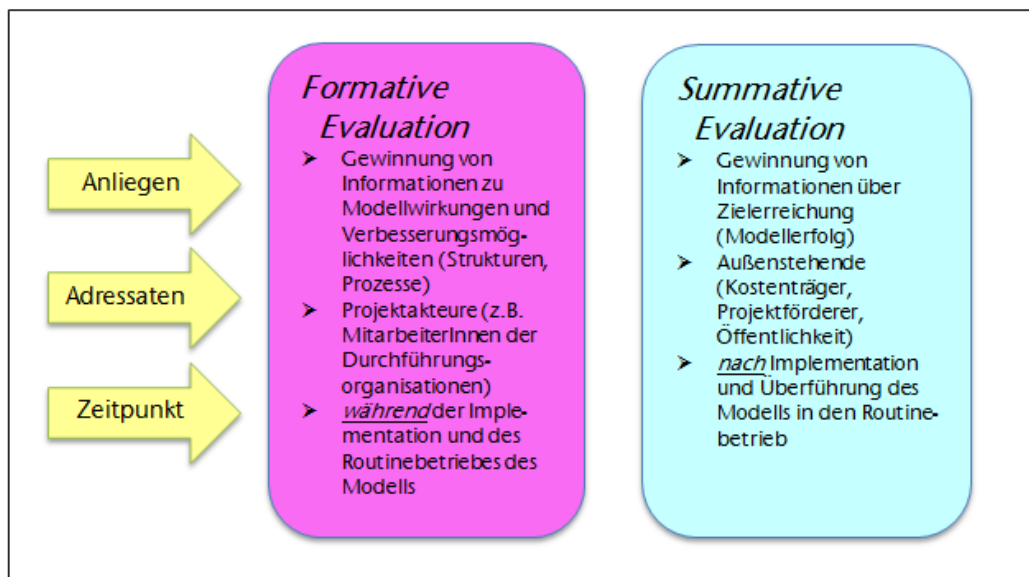 Anliegen
Adressaten
Zeitpunkt
Formative
Evaluation
➢ Gewinnung von
Informationen zu
Modellwirkungen und
Verbesserungsmög-
lichkeiten (Strukturen,
Prozesse)
➢ Projektakteure (z.B.
MitarbeiterInnen der
Durchführungs-
organisationen)
➢ während der Imple-
mentation und des
Routinebetriebes des
Modells
Summative
Evaluation
➢ Gewinnung von
Informationen über
Zielerreichung
(Modellerfolg)
➢ Außenstehende
(Kostenträger,
Projektförderer,
Öffentlichkeit)
➢ nach Implementation
und Überführung des
Modells in den Routine-
betrieb